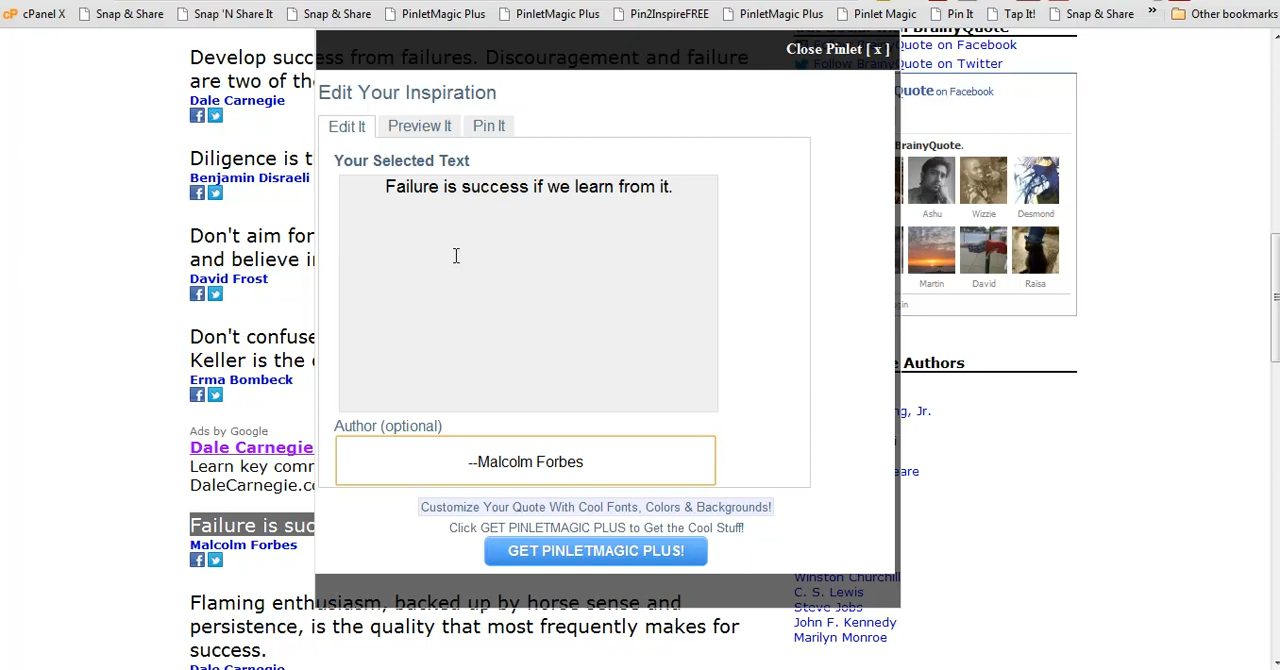 cPanel X Snap & Share Snap 'N Share It Snap & Share PinletMagic Plus PinletMagic Plus Pin2InspireFREE PinletMagic Plus Pinlet Magic Pin It Tap It! Snap & Share » Other bookmarks
Develop success from failures. Discouragement and failure
are two of the
Dale Carnegie
Diligence is t
Benjamin Disraeli
Don't aim for
and believe i
David Frost
Don't confuse
Keller is the
Erma Bombeck
Ads by Google
Dale Carnegie
Learn key comm
DaleCarnegie.co
Failure is suc
Malcolm Forbes
Flaming enthusiasm, backed up by horse sense and
persistence, is the quality that most frequently makes for
success.
Dale Carnegie
Close Pinlet [ x ]
Edit Your Inspiration
Edit It Preview It Pin It
Your Selected Text
Failure is success if we learn from it.
Author (optional)
--Malcolm Forbes
Customize Your Quote With Cool Fonts, Colors & Backgrounds!
Click GET PINLETMAGIC PLUS to Get the Cool Stuff!
GET PINLETMAGIC PLUS!
BrainyQuote
Quote on Facebook
Follow BrainyQuote on Twitter
Quote on Facebook
BrainyQuote.
Ashu Wizzie Desmond
Martin David Raisa
Authors
ng, Jr.
eare
Winston Churchill
C. S. Lewis
Steve Jobs
John F. Kennedy
Marilyn Monroe